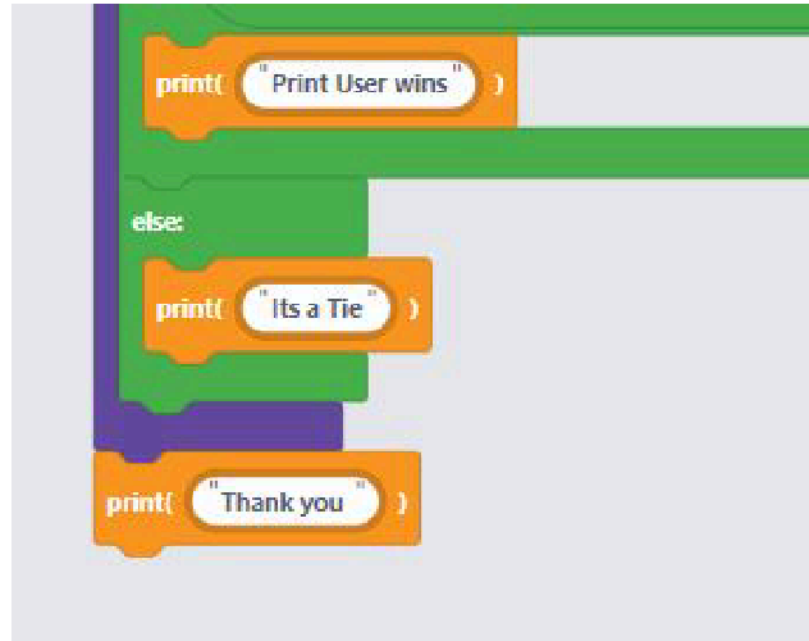 print( "Print User wins" )
else:
print( "Its a Tie" )
print( "Thank you " )